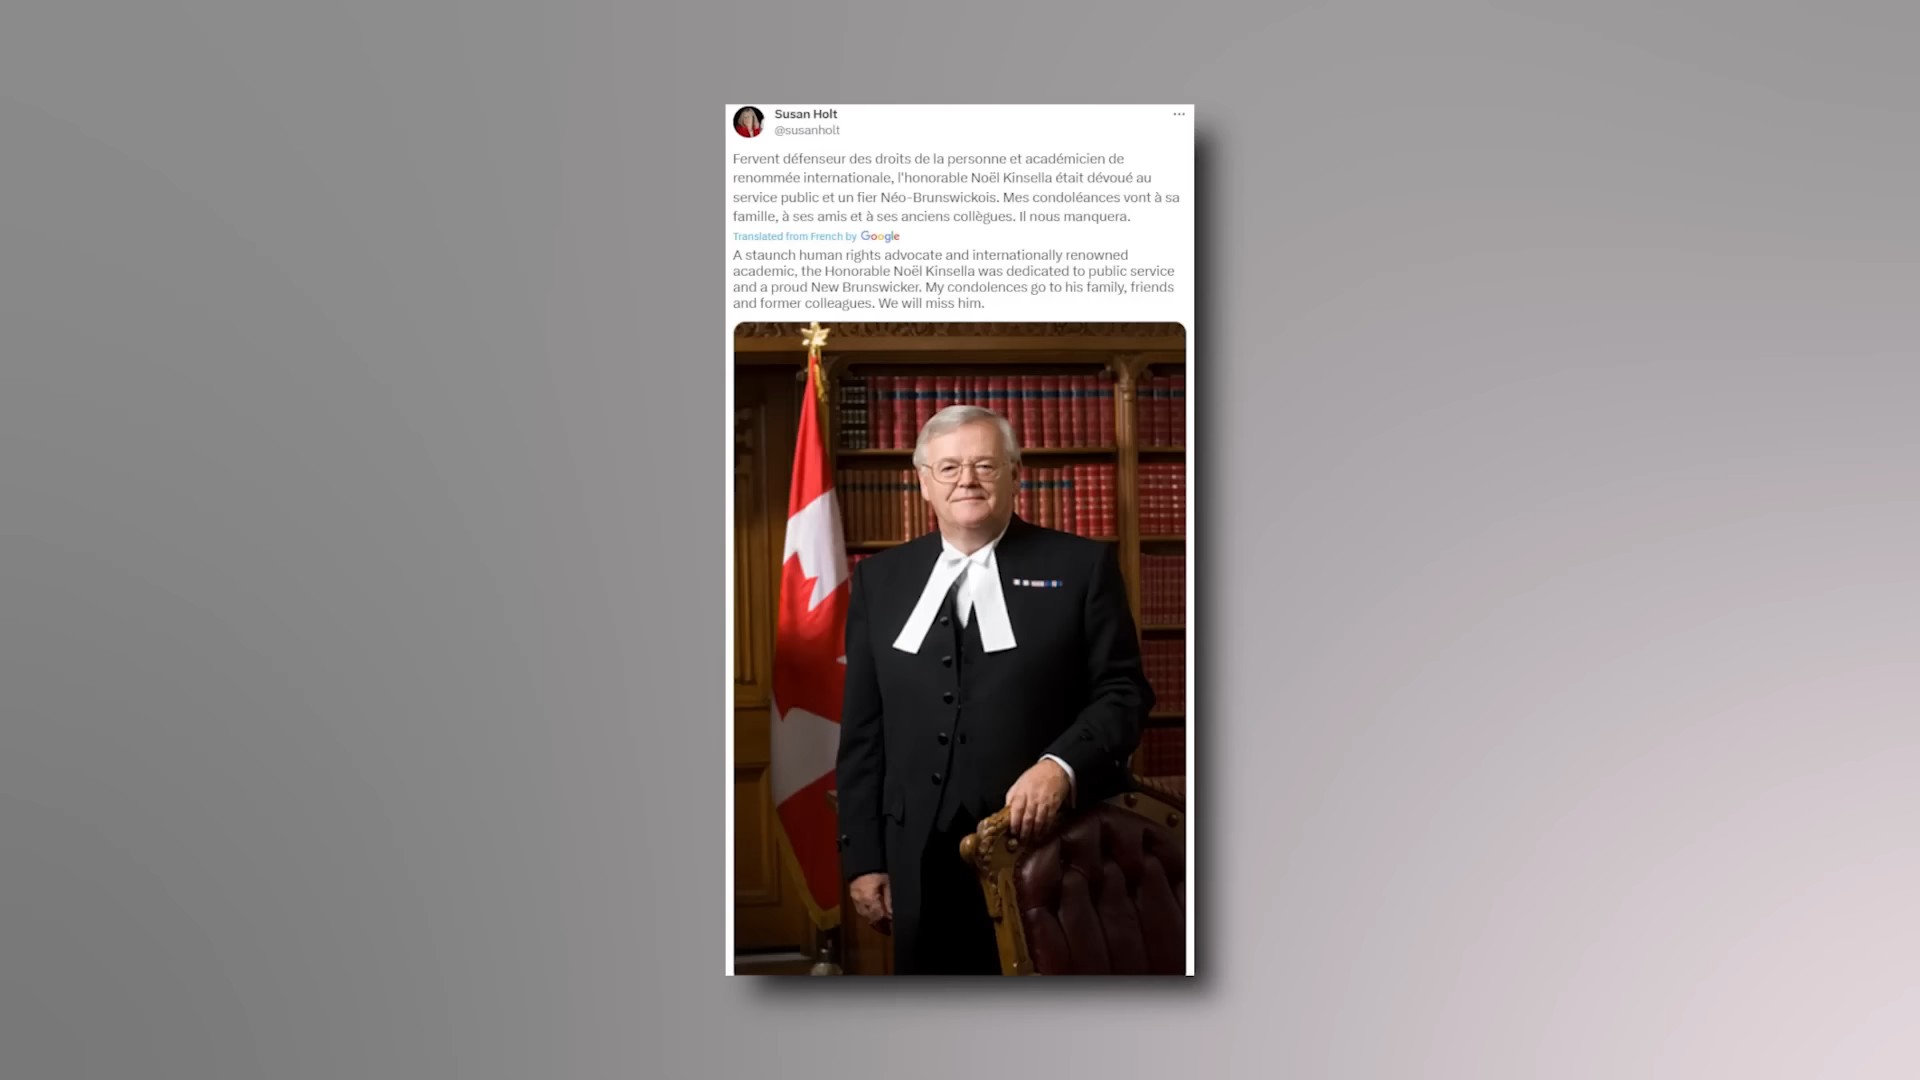 Susan Holt
@susanholt
Fervent défenseur des droits de la personne et académicien de
renommée internationale, l'honorable Noël Kinsella était dévoué au
service public et un fier Néo-Brunswickois. Mes condoléances vont à sa
famille, à ses amis et à ses anciens collègues. Il nous manquera.
Translated from French by Google
A staunch human rights advocate and internationally renowned
academic, the Honorable Noël Kinsella was dedicated to public service
and a proud New Brunswicker. My condolences go to his family, friends
and former colleagues. We will miss him.